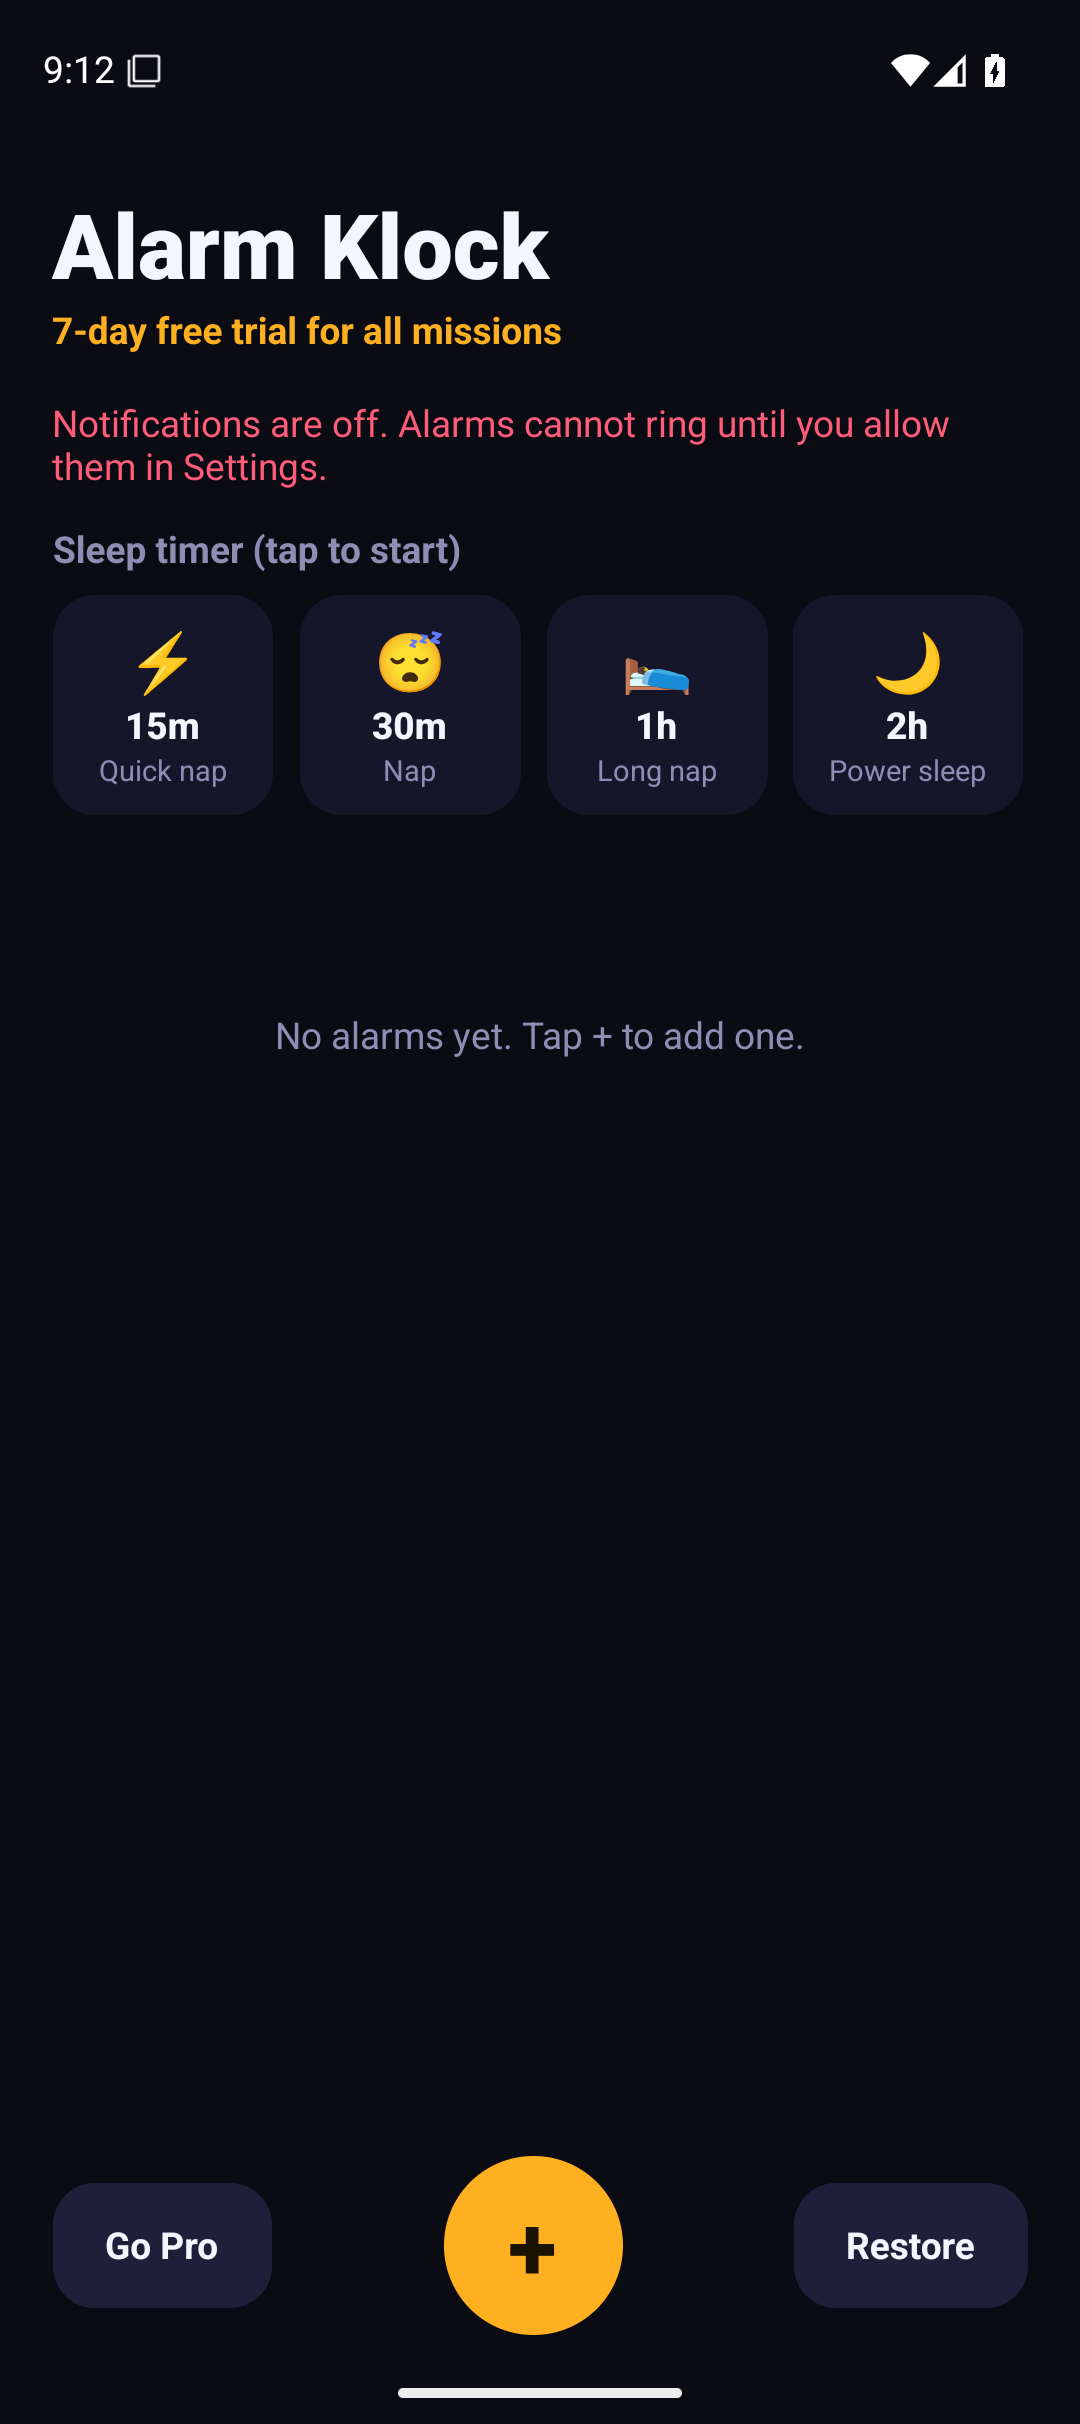 9:12
Alarm Klock
7-day free trial for all missions
Notifications are off. Alarms cannot ring until you allow
them in Settings.
Sleep timer (tap to start)
15m
Quick nap
30m
Nap
1h
Long nap
2h
Power sleep
No alarms yet. Tap + to add one.
Go Pro
+
Restore